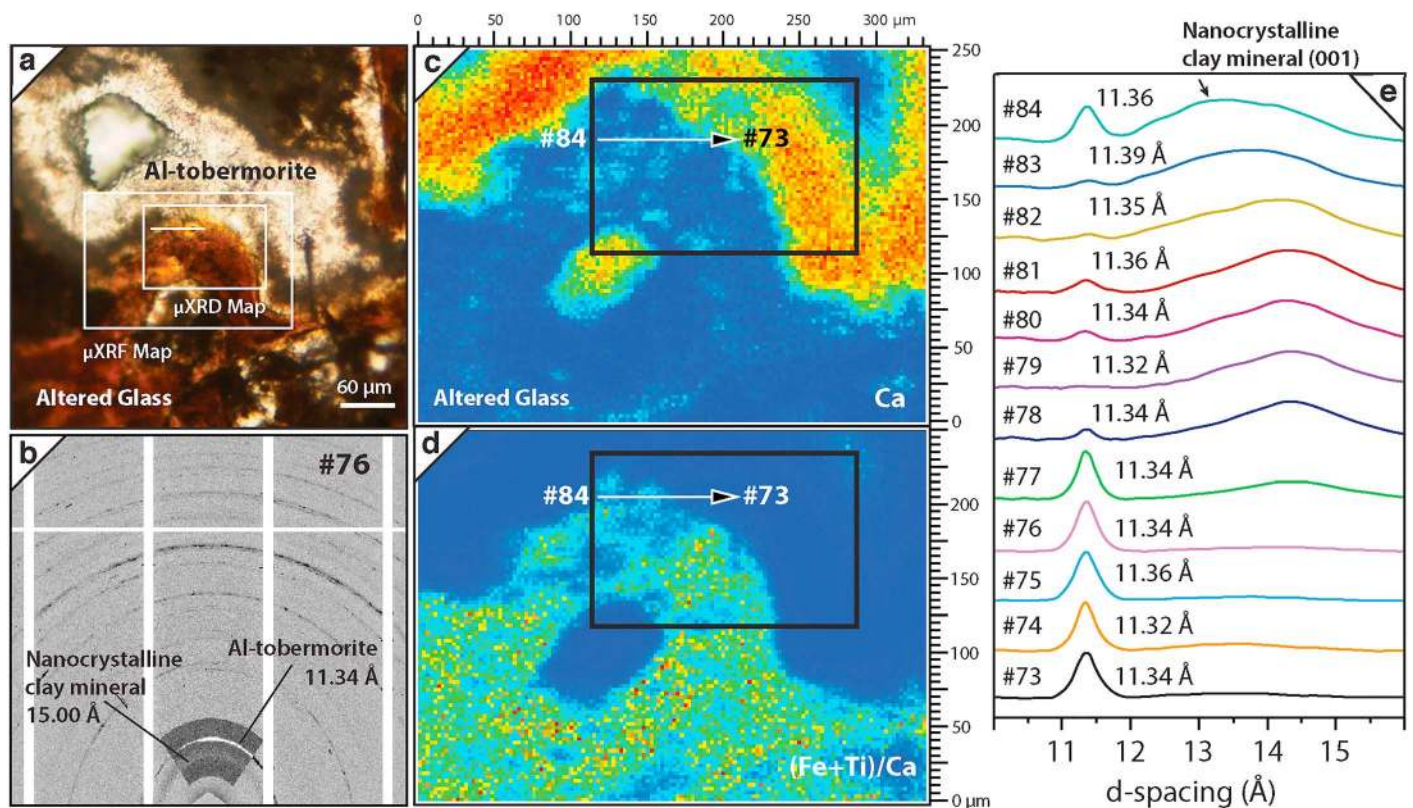 a
Al-tobermorite
μXRD Map
μXRF Map
Altered Glass
60 μm
b
#76
Nanocrystalline
clay mineral
15.00 Å
Al-tobermorite
11.34 Å
0 50 100 150 200 250 300 μm
c
#84 #73
Altered Glass
Ca
250
200
150
100
50
0
d
#84 #73
(Fe+Ti)/Ca
200
150
100
50
0 μm
Nanocrystalline
clay mineral (001)
e
#84 11.36
#83 11.39 Å
#82 11.35 Å
#81 11.36 Å
#80 11.34 Å
#79 11.32 Å
#78 11.34 Å
#77 11.34 Å
#76 11.34 Å
#75 11.36 Å
#74 11.32 Å
#73 11.34 Å
11 12 13 14 15
d-spacing (Å)